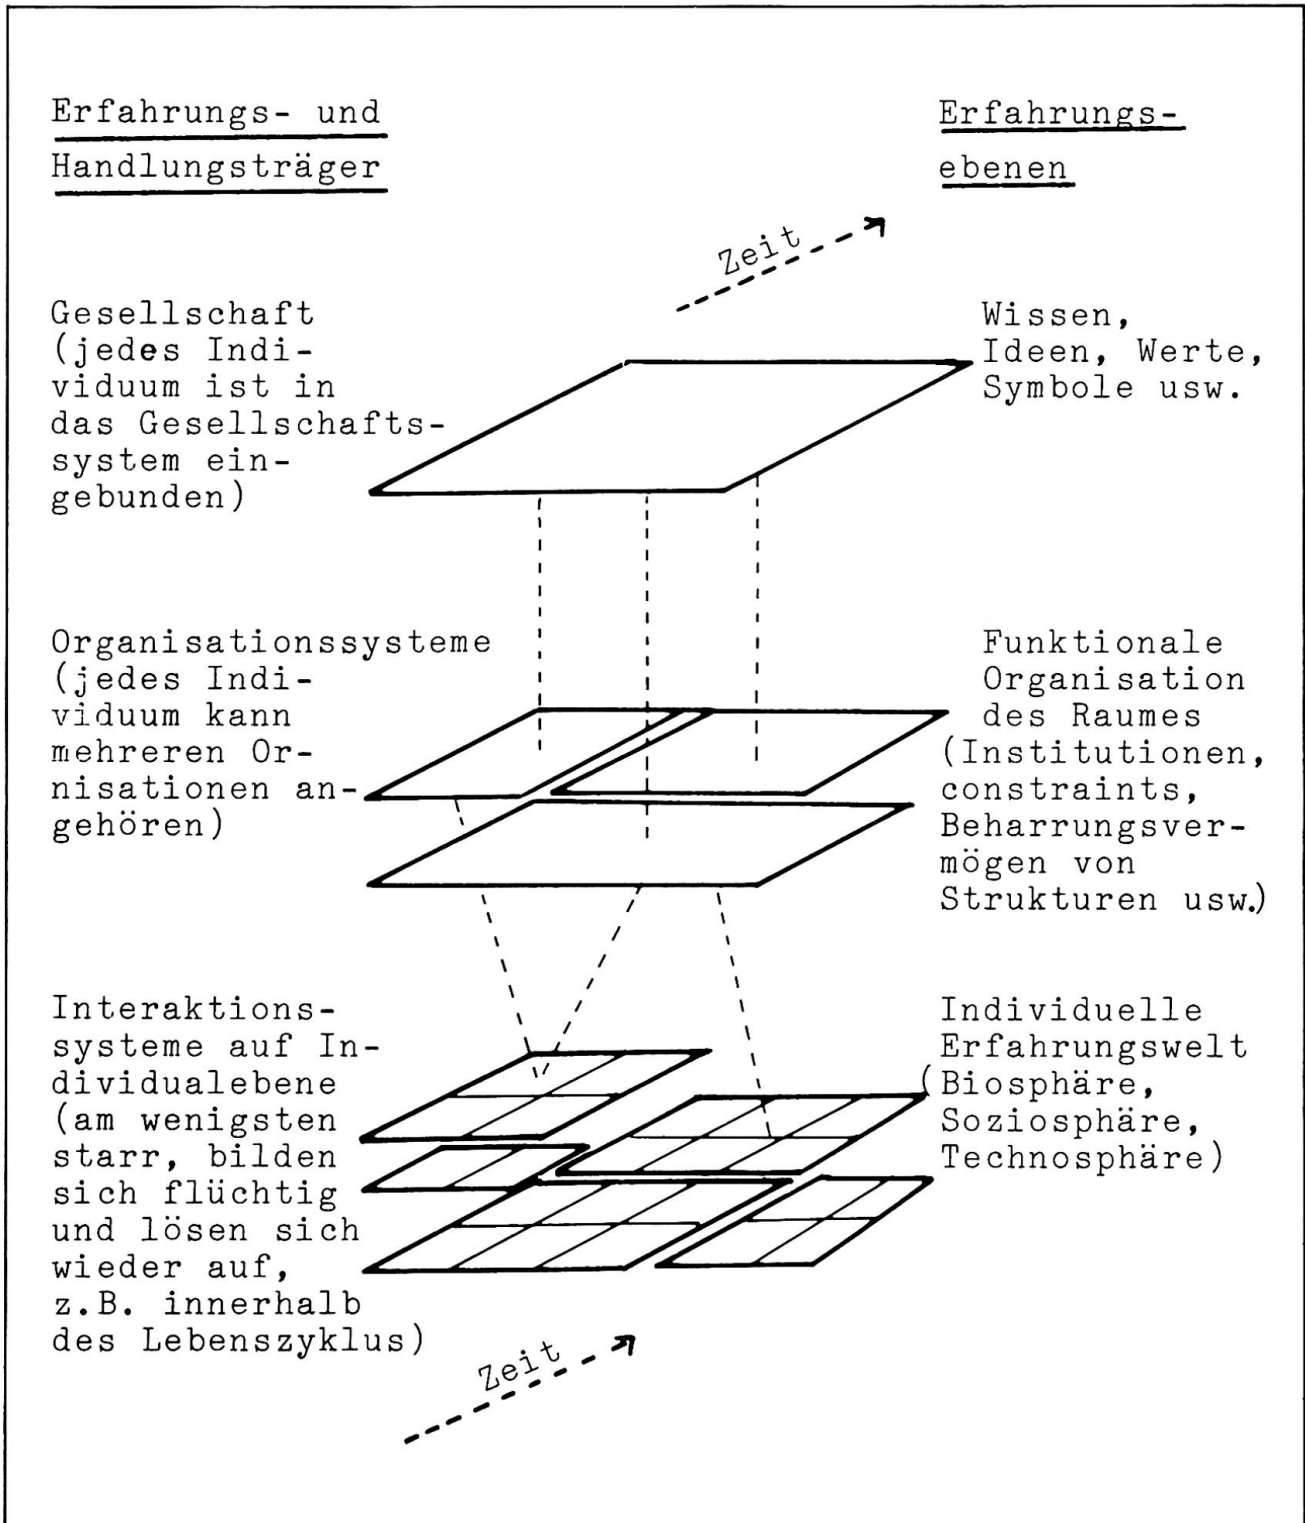 Erfahrungs- und
Handlungsträger
Erfahrungs-
ebenen
Zeit
Gesellschaft
(jedes Indi-
viduum ist in
das Gesellschafts-
system ein-
gebunden)
Wissen,
Ideen, Werte,
Symbole usw.
Organisationssysteme
(jedes Indi-
viduum kann
mehreren Or-
nisationen an-
gehören)
Funktionale
Organisation
des Raumes
(Institutionen,
constraints,
Beharrungsver-
mögen von
Strukturen usw.)
Interaktions-
systeme auf In-
dividualebene
(am wenigsten
starr, bilden
sich flüchtig
und lösen sich
wieder auf,
z.B. innerhalb
des Lebenszyklus)
Individuelle
Erfahrungswelt
(Biosphäre,
Soziosphäre,
Technosphäre)
Zeit